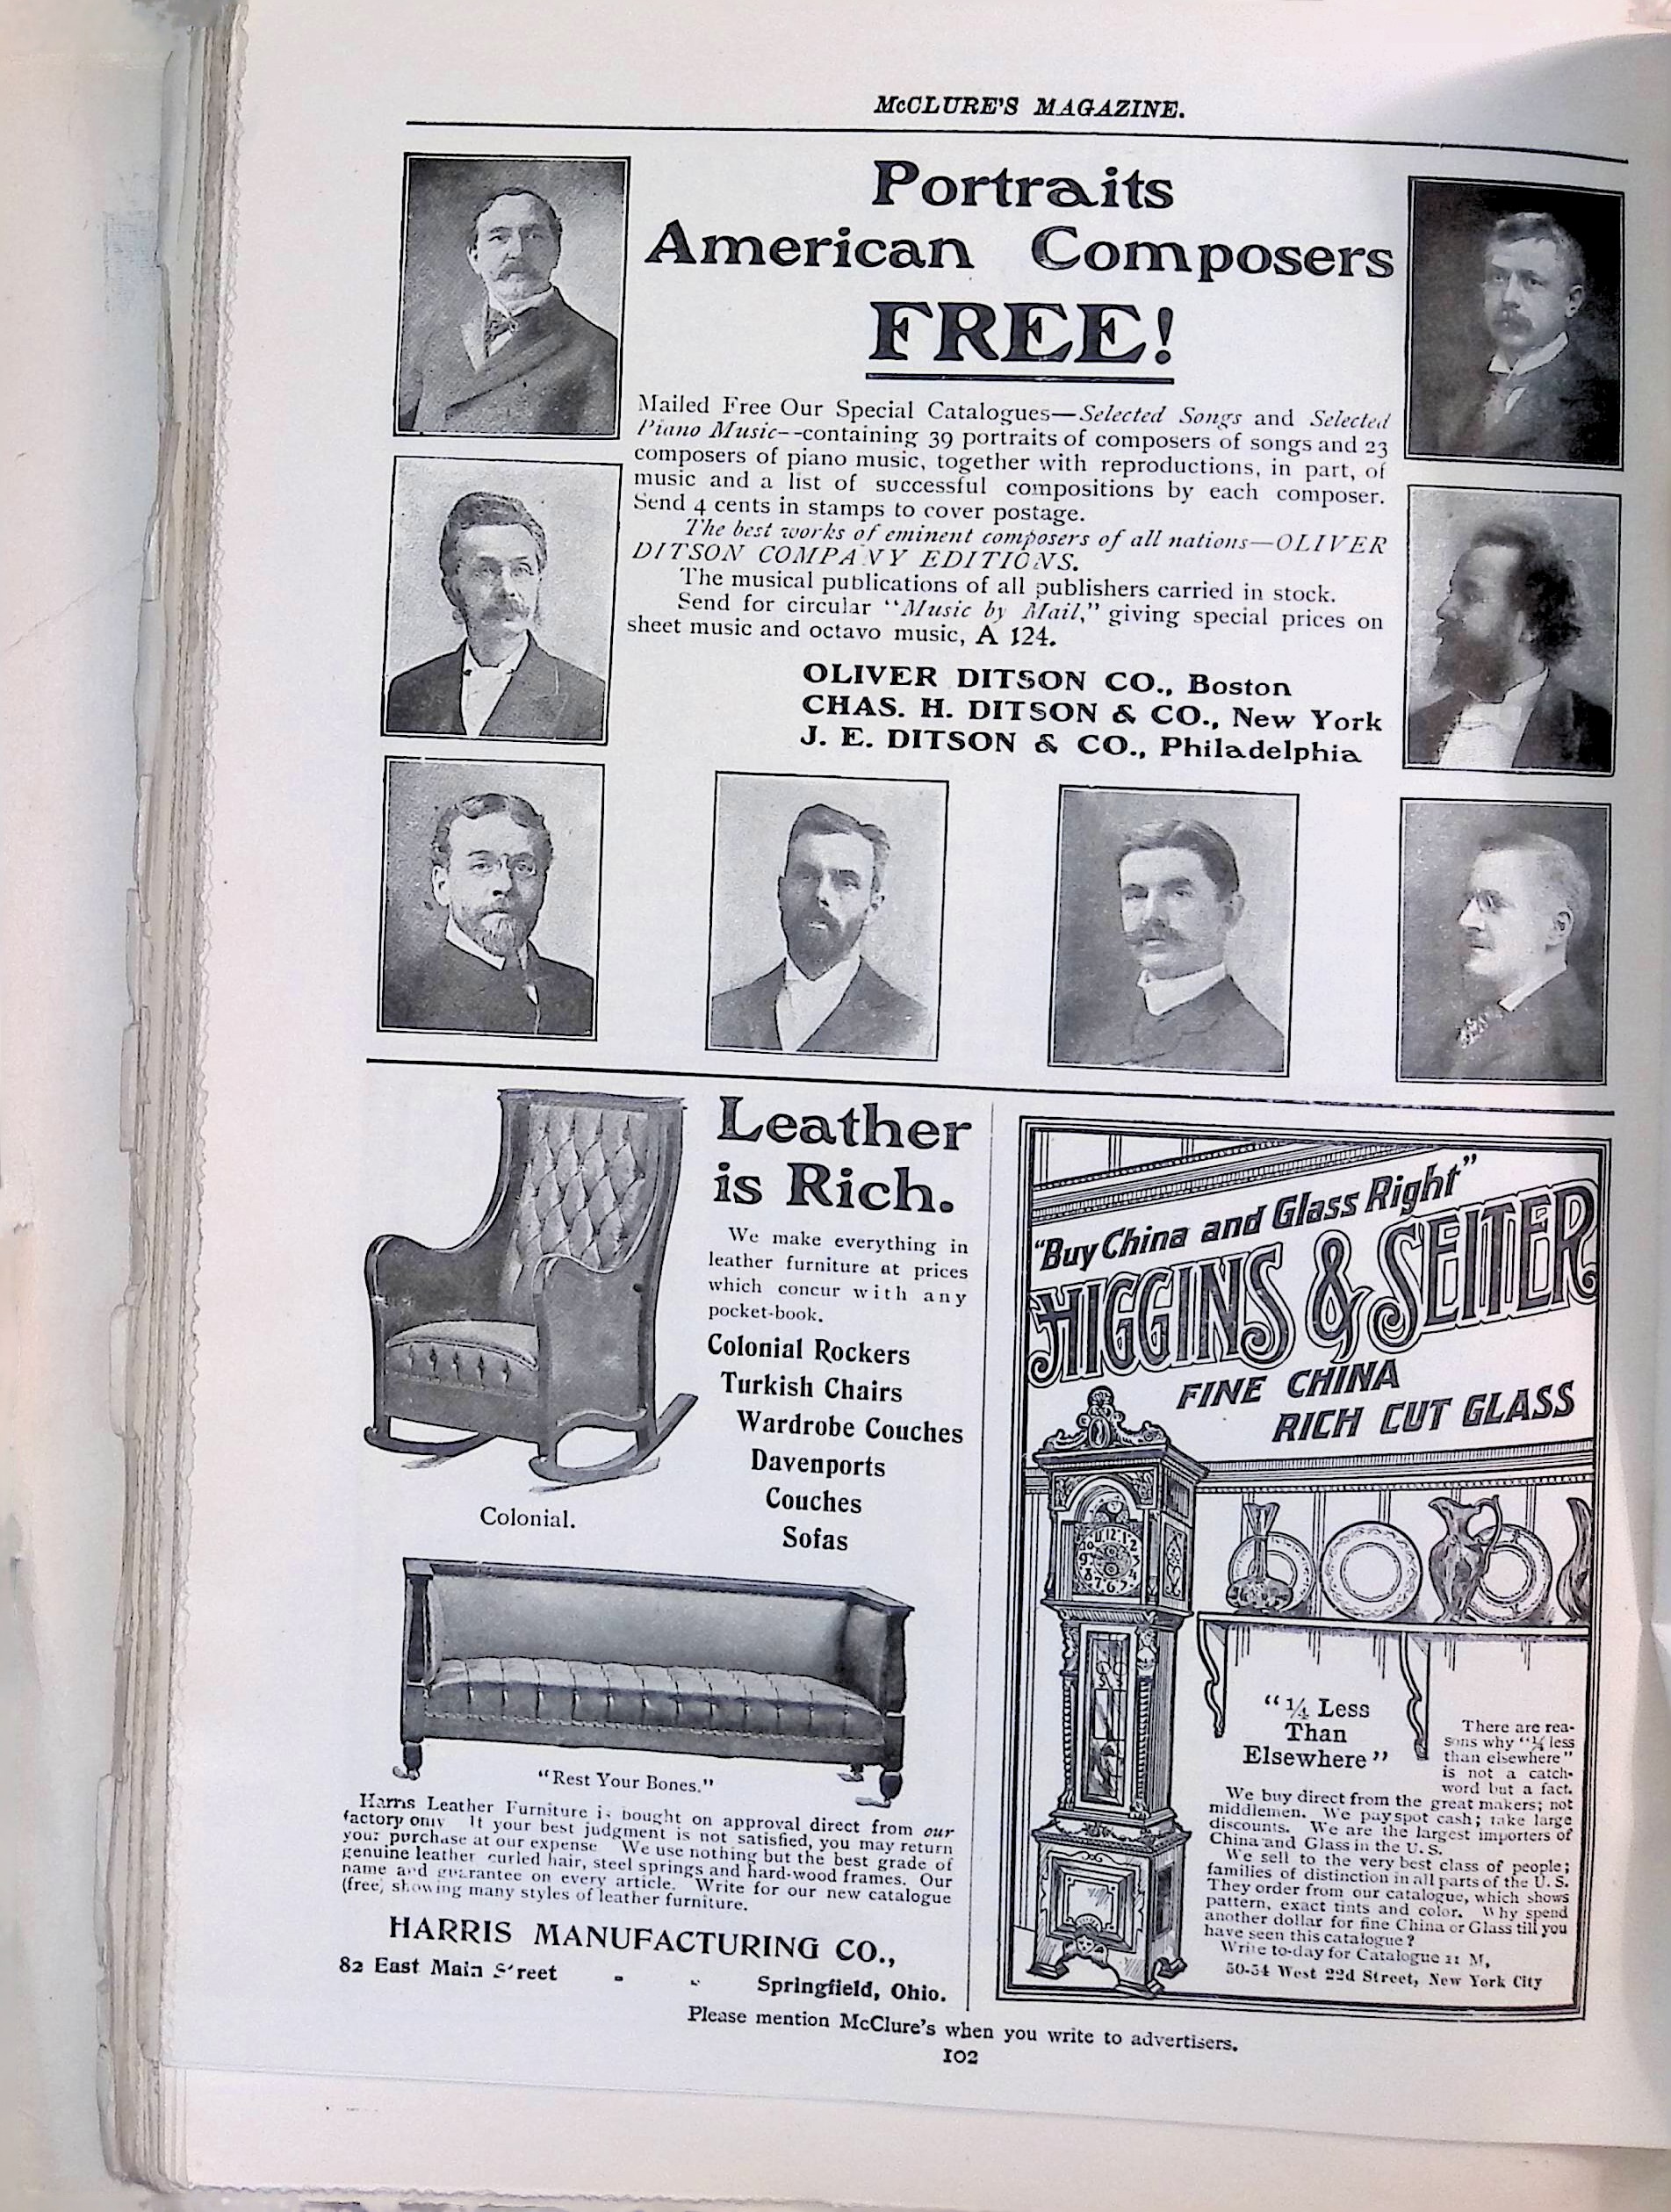 McCLURE'S MAGAZINE.
Portraits
American Composers
FREE!
Mailed Free Our Special Catalogues—Selected Songs and Selected
Piano Music--containing 39 portraits of composers of songs and 23
composers of piano music, together with reproductions, in part, of
music and a list of successful compositions by each composer.
Send 4 cents in stamps to cover postage.
The best works of eminent composers of all nations—OLIVER
DITSON COMPANY EDITIONS.
The musical publications of all publishers carried in stock.
Send for circular "Music by Mail," giving special prices on
sheet music and octavo music, A 124.
OLIVER DITSON CO., Boston
CHAS. H. DITSON & CO., New York
J. E. DITSON & CO., Philadelphia
Leather
is Rich.
We make everything in
leather furniture at prices
which concur with any
pocket-book.
Colonial Rockers
Turkish Chairs
Wardrobe Couches
Davenports
Couches
Sofas
Colonial.
"Rest Your Bones."
Harris Leather Furniture is bought on approval direct from our
factory only It your best judgment is not satisfied, you may return
your purchase at our expense We use nothing but the best grade of
genuine leather curled hair, steel springs and hard-wood frames. Our
name and guarantee on every article. Write for our new catalogue
(free) showing many styles of leather furniture.
HARRIS MANUFACTURING CO.,
82 East Main Street - - Springfield, Ohio.
"Buy China and Glass Right"
HIGGINS & SEITER
FINE CHINA
RICH CUT GLASS
11 12 1
10 2
9 3
8 4
7 6 5
"¼ Less
Than
Elsewhere"
There are rea-
sons why "¼ less
than elsewhere"
is not a catch-
word but a fact.
We buy direct from the great makers; not
middlemen. We pay spot cash; take large
discounts. We are the largest importers of
China and Glass in the U. S.
We sell to the very best class of people;
families of distinction in all parts of the U. S.
They order from our catalogue, which shows
pattern, exact tints and color. Why spend
another dollar for fine China or Glass till you
have seen this catalogue?
Write to-day for Catalogue 11 M,
50-54 West 22d Street, New York City
Please mention McClure's when you write to advertisers.
102